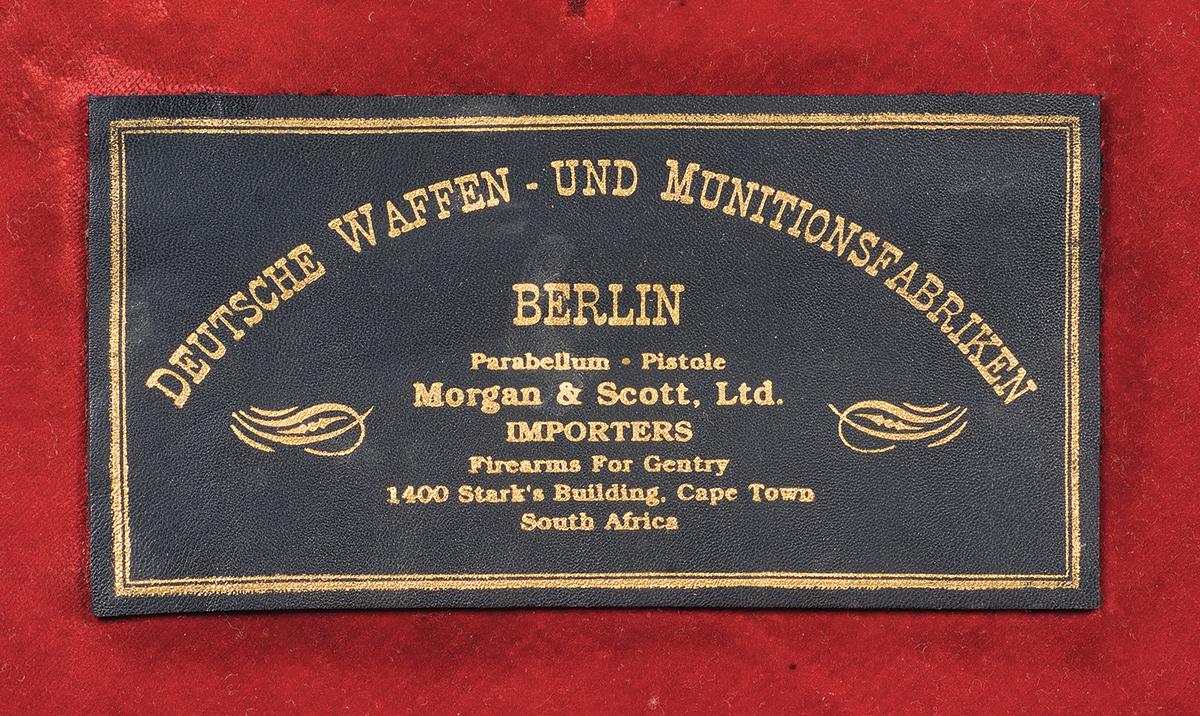 DEUTSCHE WAFFEN - UND MUNITIONSFABRIKEN
BERLIN
Parabellum • Pistole
Morgan & Scott, Ltd.
IMPORTERS
Firearms For Gentry
1400 Stark's Building, Cape Town
South Africa